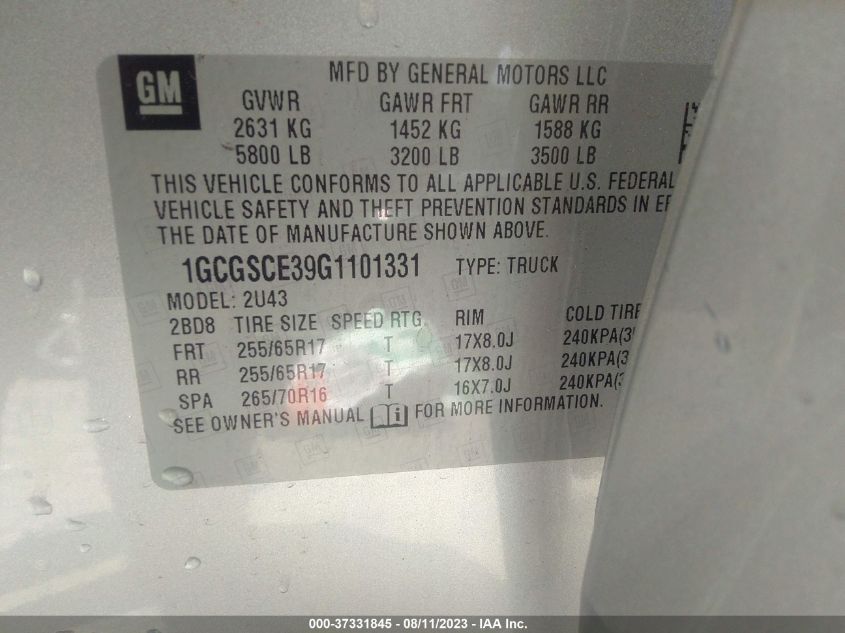 GM
MFD BY GENERAL MOTORS LLC
GVWR GAWR FRT GAWR RR
2631 KG 1452 KG 1588 KG
5800 LB 3200 LB 3500 LB
THIS VEHICLE CONFORMS TO ALL APPLICABLE U.S. FEDERAL
VEHICLE SAFETY AND THEFT PREVENTION STANDARDS IN EF
THE DATE OF MANUFACTURE SHOWN ABOVE.
1GCGSCE39G1101331 TYPE: TRUCK
MODEL: 2U43
2BD8 TIRE SIZE SPEED RTG RIM COLD TIRE
FRT 255/65R17 T 17X8.0J 240KPA(3
RR 255/65R17 T 17X8.0J 240KPA(3
SPA 265/70R16 T 16X7.0J 240KPA(3
SEE OWNER'S MANUAL FOR MORE INFORMATION.
000-37331845 - 08/11/2023 - IAA Inc.